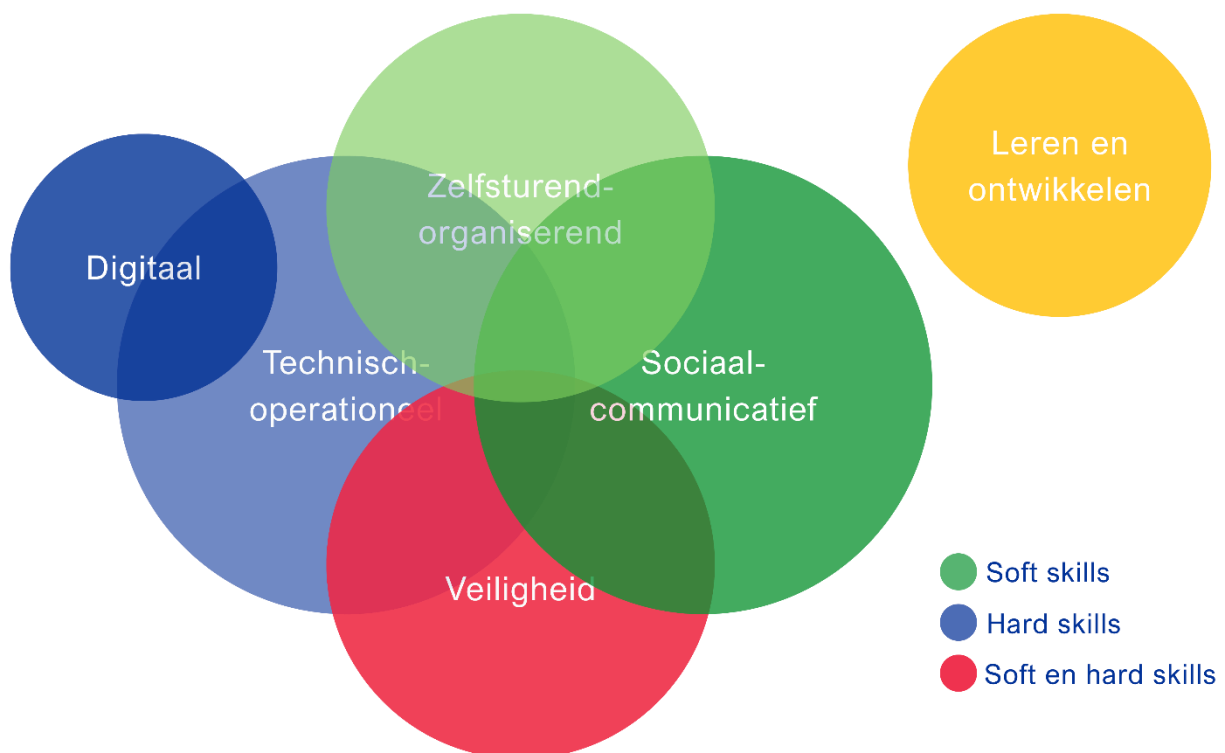 Zelfsturend-
organiserend
Leren en
ontwikkelen
Digitaal
Technisch-
operationeel
Sociaal-
communicatief
Veiligheid
Soft skills
Hard skills
Soft en hard skills